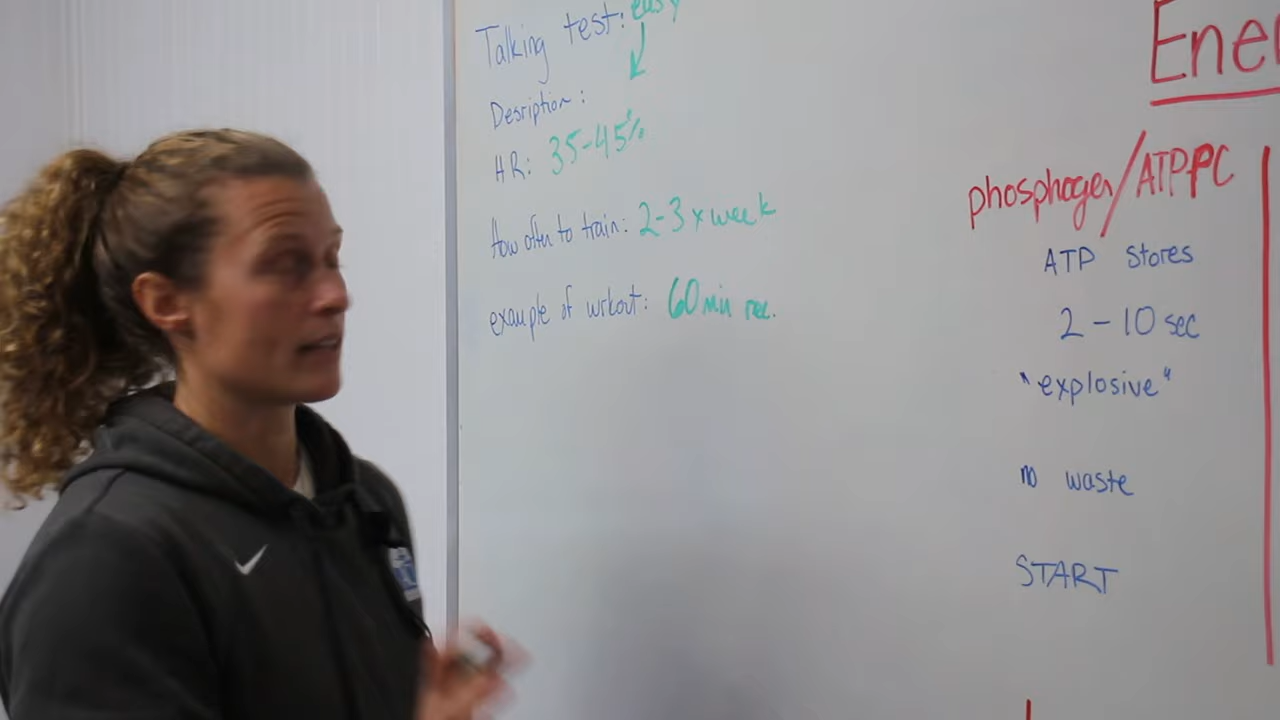 Talking test: easy
Desription:
HR: 35-45%
How often to train: 2-3 x week
example of wrkout: 60 min rec.
Ener
phosphogen/ATP-PC
ATP stores
2 - 10 sec
"explosive"
no waste
START